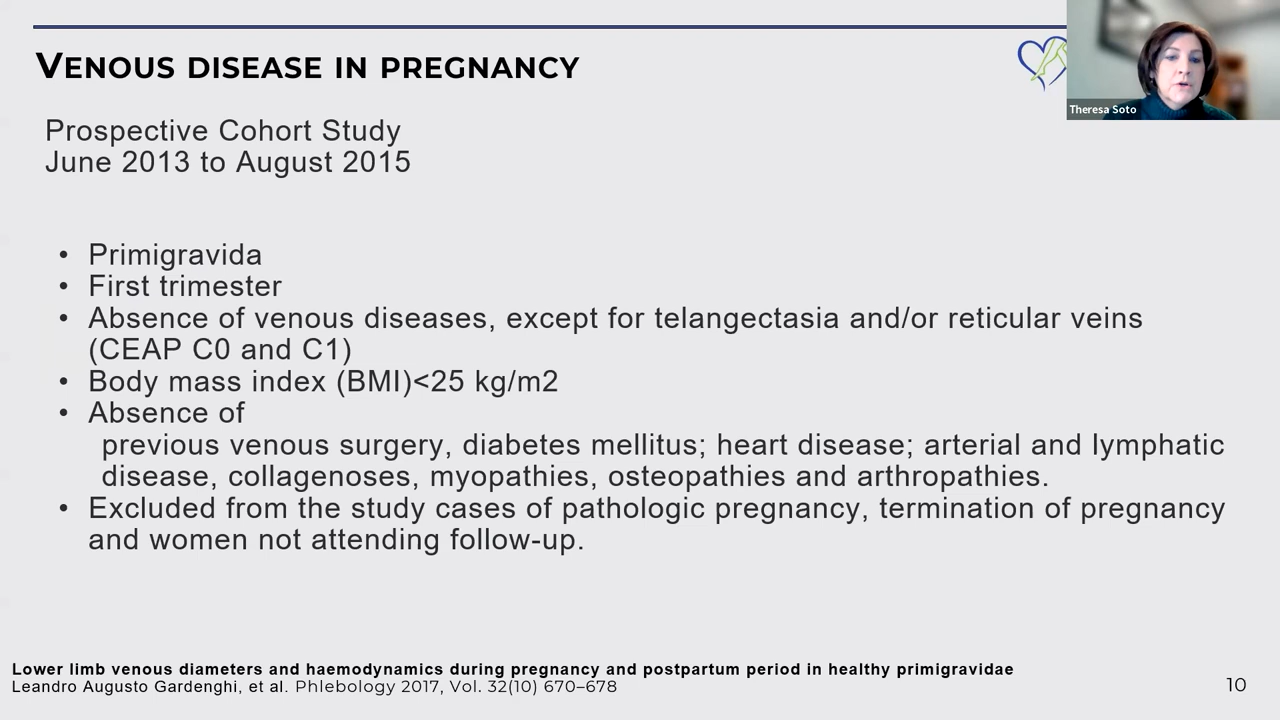 VENOUS DISEASE IN PREGNANCY
Theresa Soto
Prospective Cohort Study
June 2013 to August 2015
• Primigravida
• First trimester
• Absence of venous diseases, except for telangectasia and/or reticular veins
(CEAP C0 and C1)
• Body mass index (BMI)<25 kg/m2
• Absence of
previous venous surgery, diabetes mellitus; heart disease; arterial and lymphatic
disease, collagenoses, myopathies, osteopathies and arthropathies.
• Excluded from the study cases of pathologic pregnancy, termination of pregnancy
and women not attending follow-up.
Lower limb venous diameters and haemodynamics during pregnancy and postpartum period in healthy primigravidae
Leandro Augusto Gardenghi, et al. Phlebology 2017, Vol. 32(10) 670–678
10